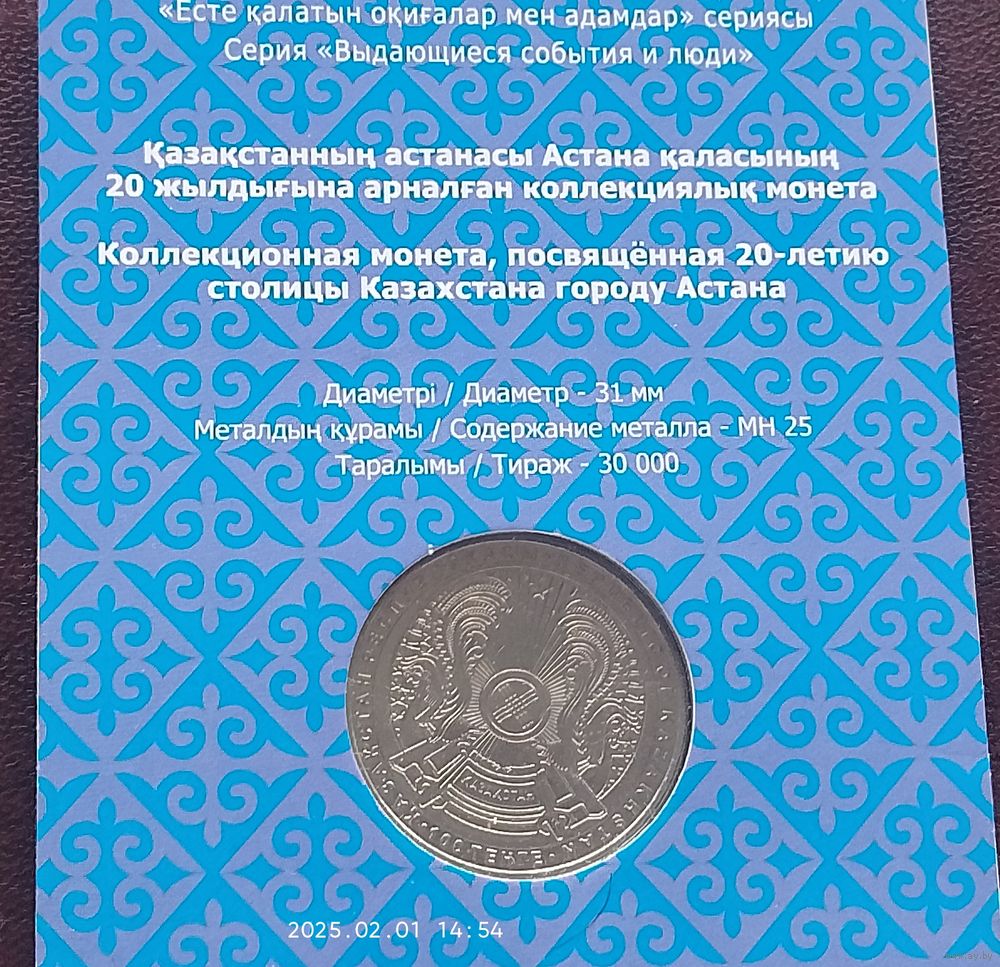 «Есте қалатын оқиғалар мен адамдар» сериясы
Серия «Выдающиеся события и люди»
Қазақстанның астанасы Астана қаласының
20 жылдығына арналған коллекциялық монета
Коллекционная монета, посвящённая 20-летию
столицы Казахстана городу Астана
Диаметрі / Диаметр - 31 мм
Металдың құрамы / Содержание металла - МН 25
Таралымы / Тираж - 30 000
ҚАЗАҚСТАН
2025.02.01 14:54